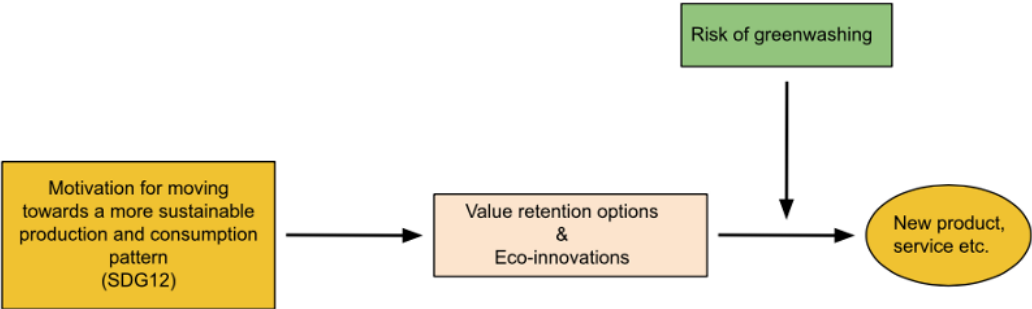 Risk of greenwashing
Motivation for moving
towards a more sustainable
production and consumption
pattern
(SDG12)
Value retention options
&
Eco-innovations
New product,
service etc.